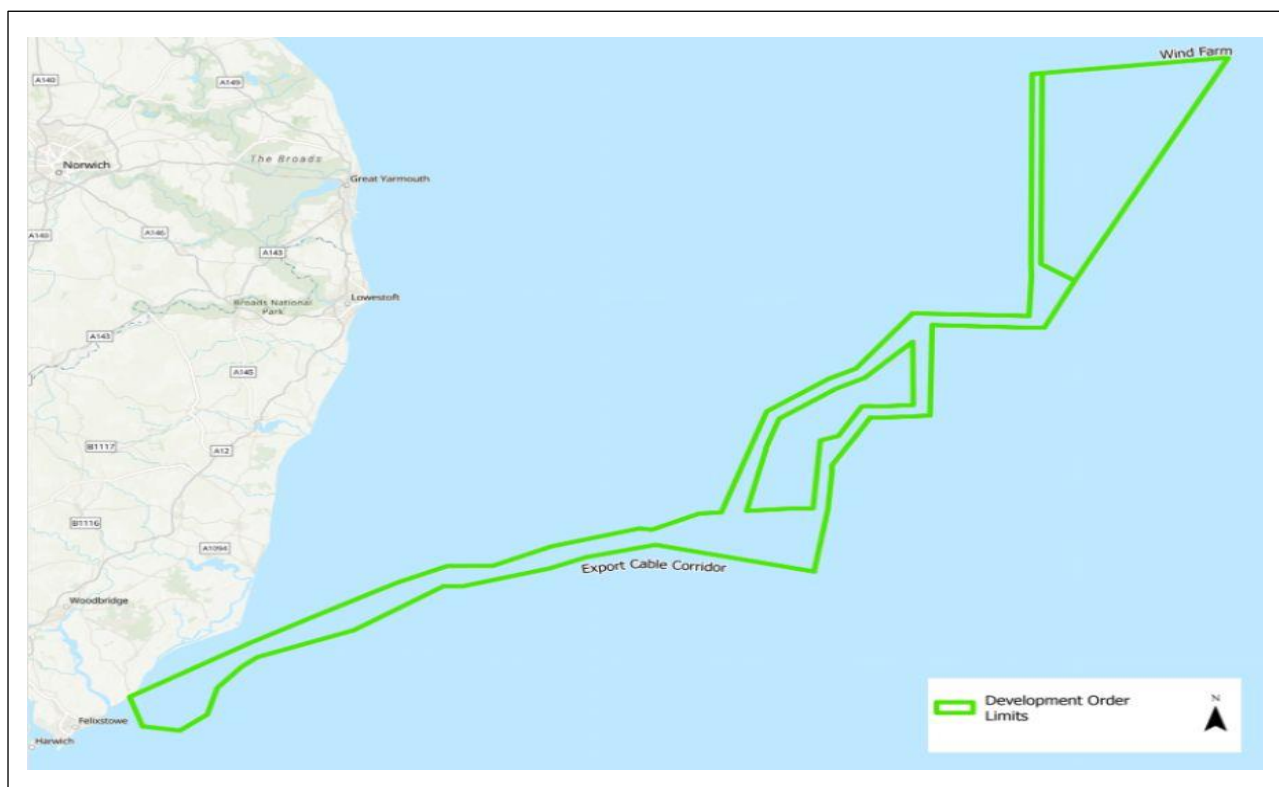 Wind Farm
A140
A149
Norwich
The Broads
Great Yarmouth
A140
A146
A143
Broads National
Park
Lowestoft
A143
A145
B1117
A12
B1116
A1094
Export Cable Corridor
Woodbridge
Felixstowe
Harwich
Development Order
Limits
N